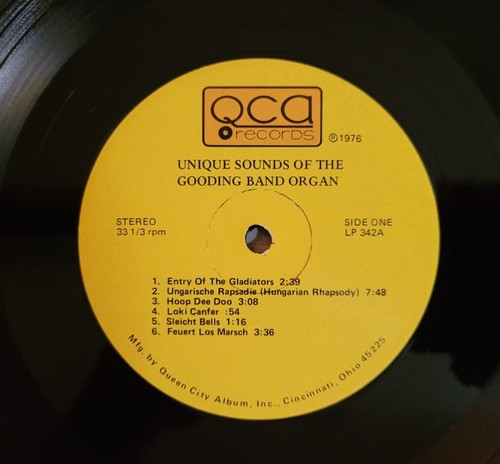 QCA
records
Ⓟ1976
UNIQUE SOUNDS OF THE
GOODING BAND ORGAN
STEREO
33 1/3 rpm
SIDE ONE
LP 342A
1. Entry Of The Gladiators 2:39
2. Ungarische Rapsadie (Hungarian Rhapsody) 7:48
3. Hoop Dee Doo 3:08
4. Loki Canfer :54
5. Sleicht Bells 1:16
6. Feuert Los Marsch 3:36
Mfg. by Queen City Album, Inc., Cincinnati, Ohio 45225